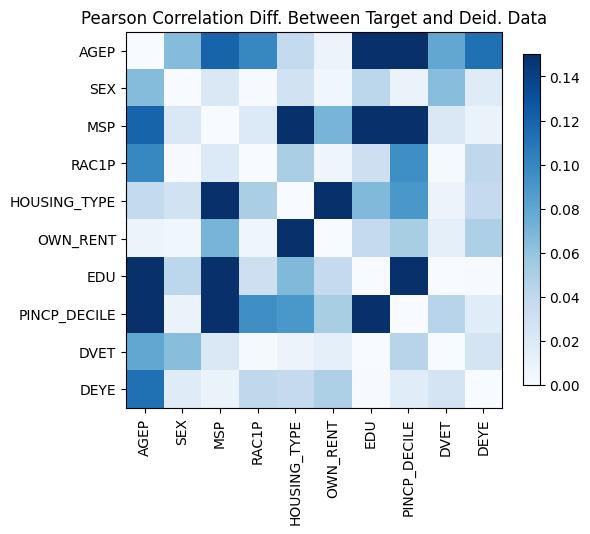 Pearson Correlation Diff. Between Target and Deid. Data
AGEP
SEX
MSP
RAC1P
HOUSING_TYPE
OWN_RENT
EDU
PINCP_DECILE
DVET
DEYE
AGEP
SEX
MSP
RAC1P
HOUSING_TYPE
OWN_RENT
EDU
PINCP_DECILE
DVET
DEYE
0.14
0.12
0.10
0.08
0.06
0.04
0.02
0.00